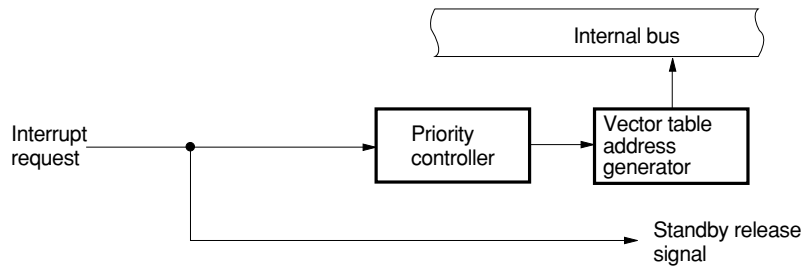 Internal bus
Interrupt
request
Priority
controller
Vector table
address
generator
Standby release
signal